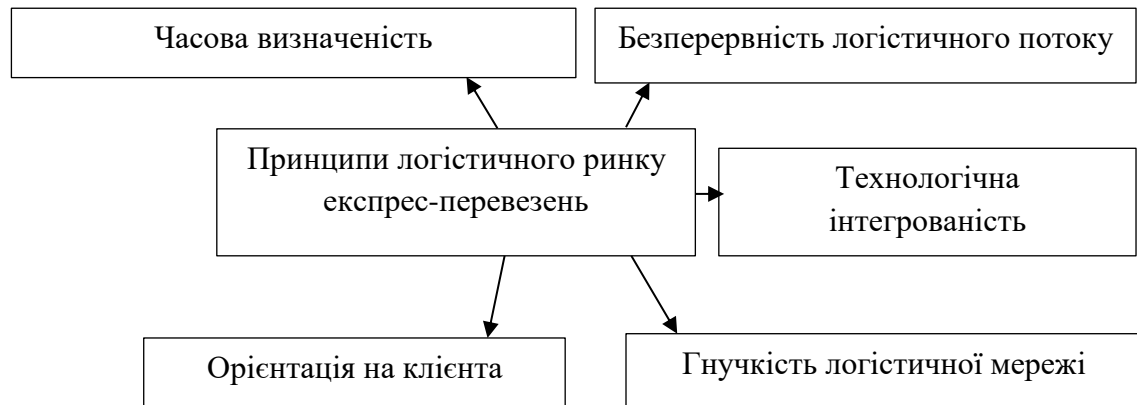 Часова визначеність
Безперервність логістичного потоку
Принципи логістичного ринку
експрес-перевезень
Технологічна
інтегрованість
Орієнтація на клієнта
Гнучкість логістичної мережі